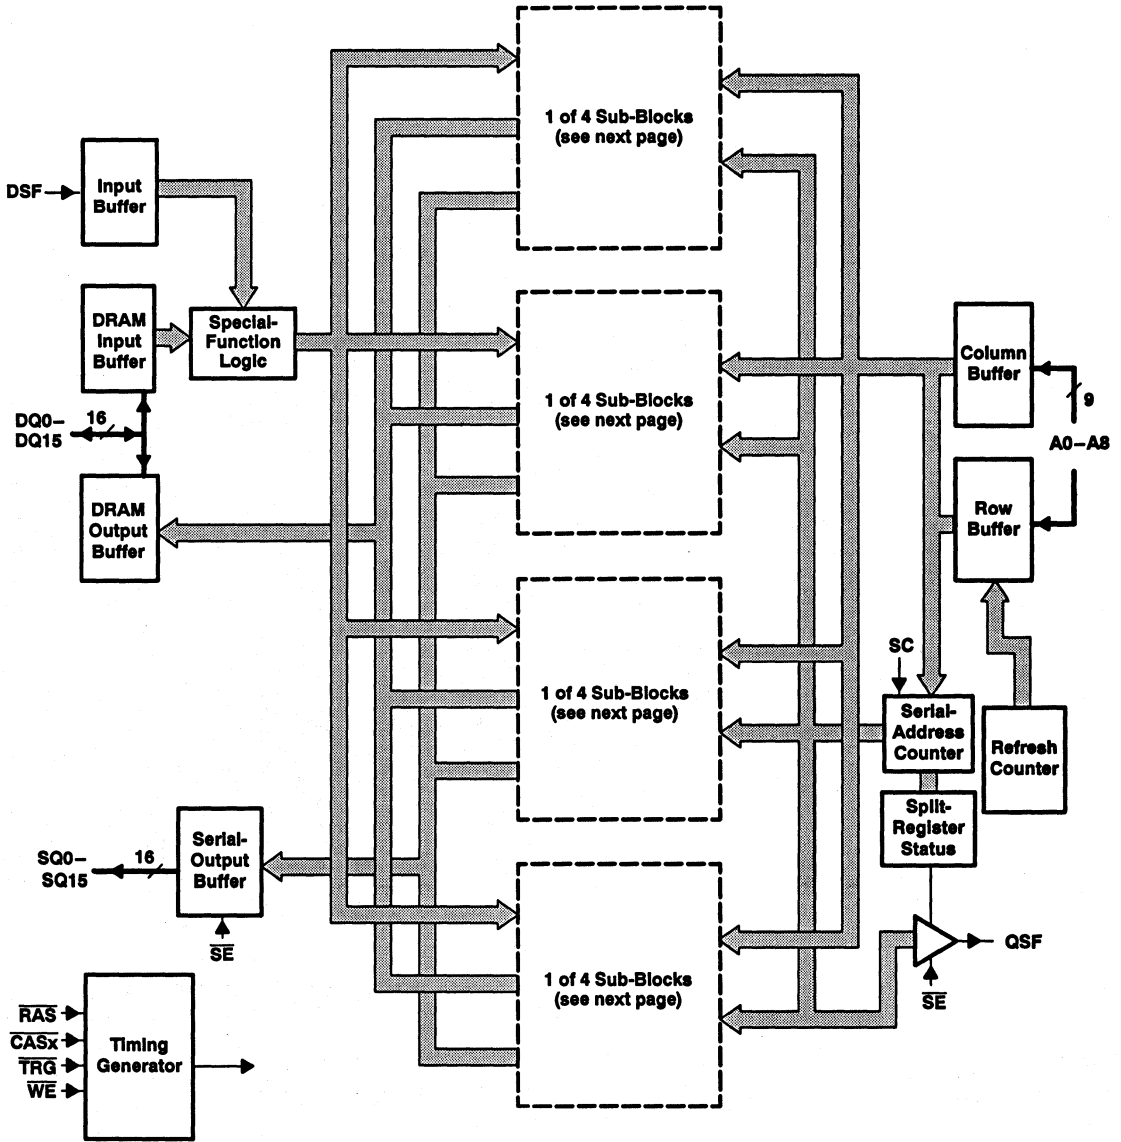 1 of 4 Sub-Blocks
(see next page)
DSF
Input
Buffer
DRAM
Input
Buffer
Special-
Function
Logic
1 of 4 Sub-Blocks
(see next page)
Column
Buffer
9
DQ0–
DQ15
16
A0–A8
DRAM
Output
Buffer
Row
Buffer
1 of 4 Sub-Blocks
(see next page)
SC
Serial-
Address
Counter
Refresh
Counter
Split-
Register
Status
SQ0–
SQ15
16
Serial-
Output
Buffer
SE
1 of 4 Sub-Blocks
(see next page)
QSF
SE
RAS
CASx
TRG
WE
Timing
Generator